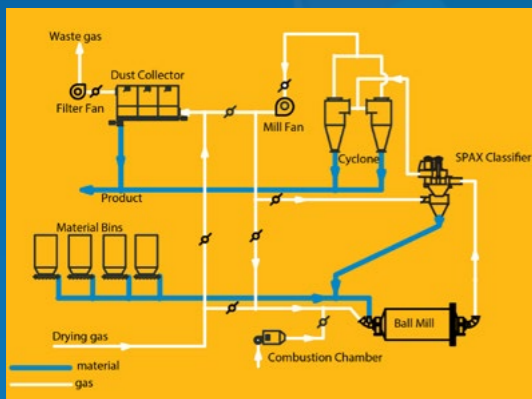 Waste gas
Dust Collector
Filter Fan
Mill Fan
Cyclone
SPAX Classifier
Product
Material Bins
Ball Mill
Drying gas
Combustion Chamber
material
gas